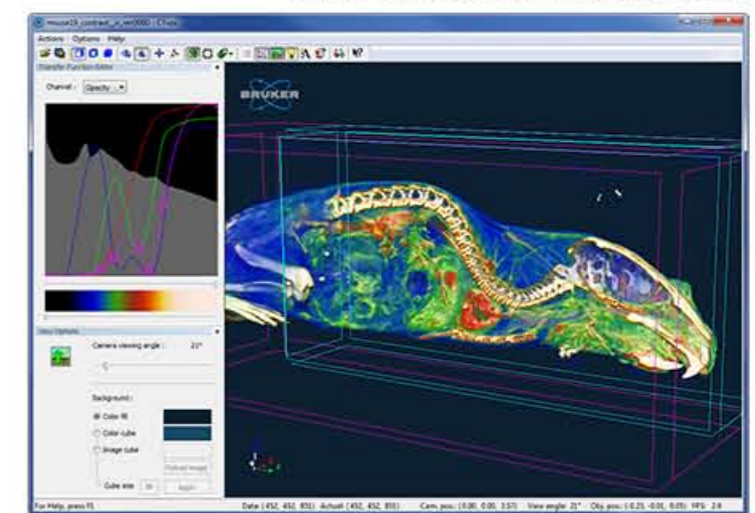 mouse19_contrast_ir_rec0000 - CTvox
Actions Options Help
Transfer Function Editor
Channel : Opacity
BRUKER
View Options
Camera viewing angle : 21°
Background :
Color fill
Color cube
Image cube
Cube size
Apply
For Help, press F1
Data (452, 452, 851) Actual: (452, 452, 851) Cam. pos.: (0.00, 0.00, 3.57) View angle: 21° Obj. pos.: (-0.25, -0.01, 0.05) FPS: 2.6